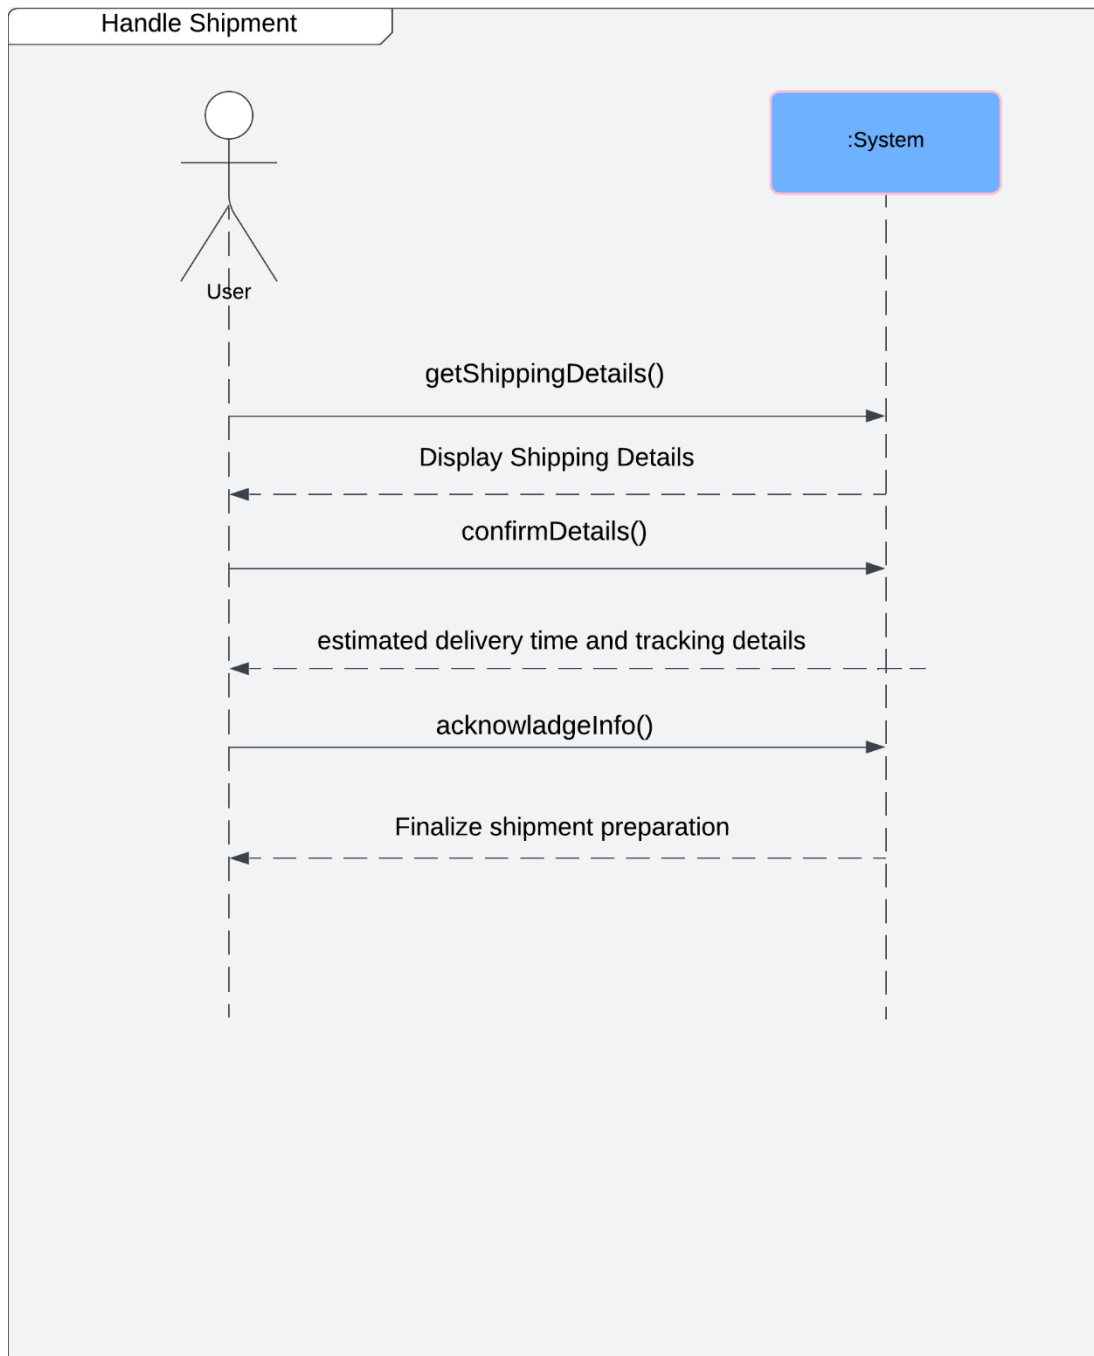 Handle Shipment
:System
User
getShippingDetails()
Display Shipping Details
confirmDetails()
estimated delivery time and tracking details
acknowladgeInfo()
Finalize shipment preparation